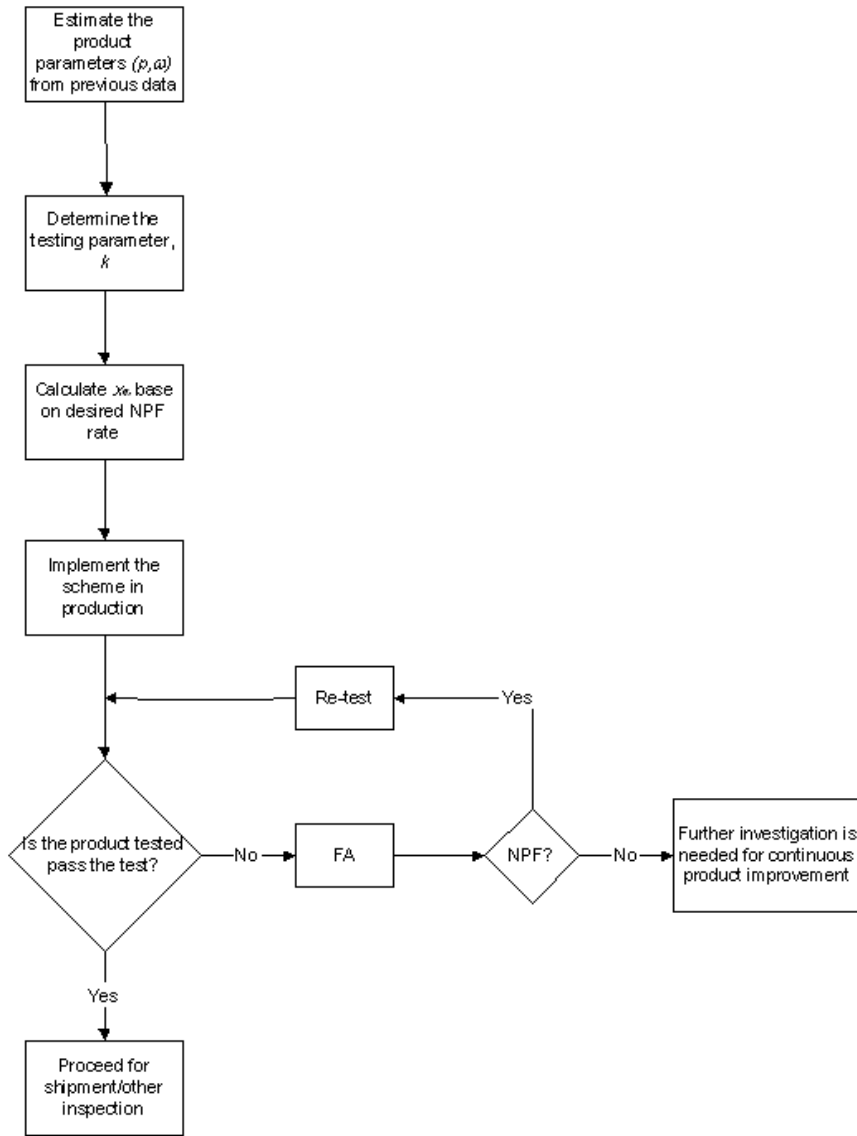 Estimate the
product
parameters (p,ω)
from previous data
Determine the
testing parameter,
k
Calculate xₙ base
on desired NPF
rate
Implement the
scheme in
production
Re-test
Yes
Is the product tested
pass the test?
No
FA
NPF?
No
Further investigation is
needed for continuous
product improvement
Yes
Proceed for
shipment/other
inspection